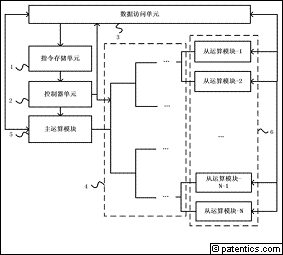 数据访问单元
3
指令存储单元
1
控制器单元
2
主运算模块
5
4
从运算模块-1
从运算模块-2
...
...
...
6
...
...
从运算模块-
N-1
从运算模块-N
© patentics.com